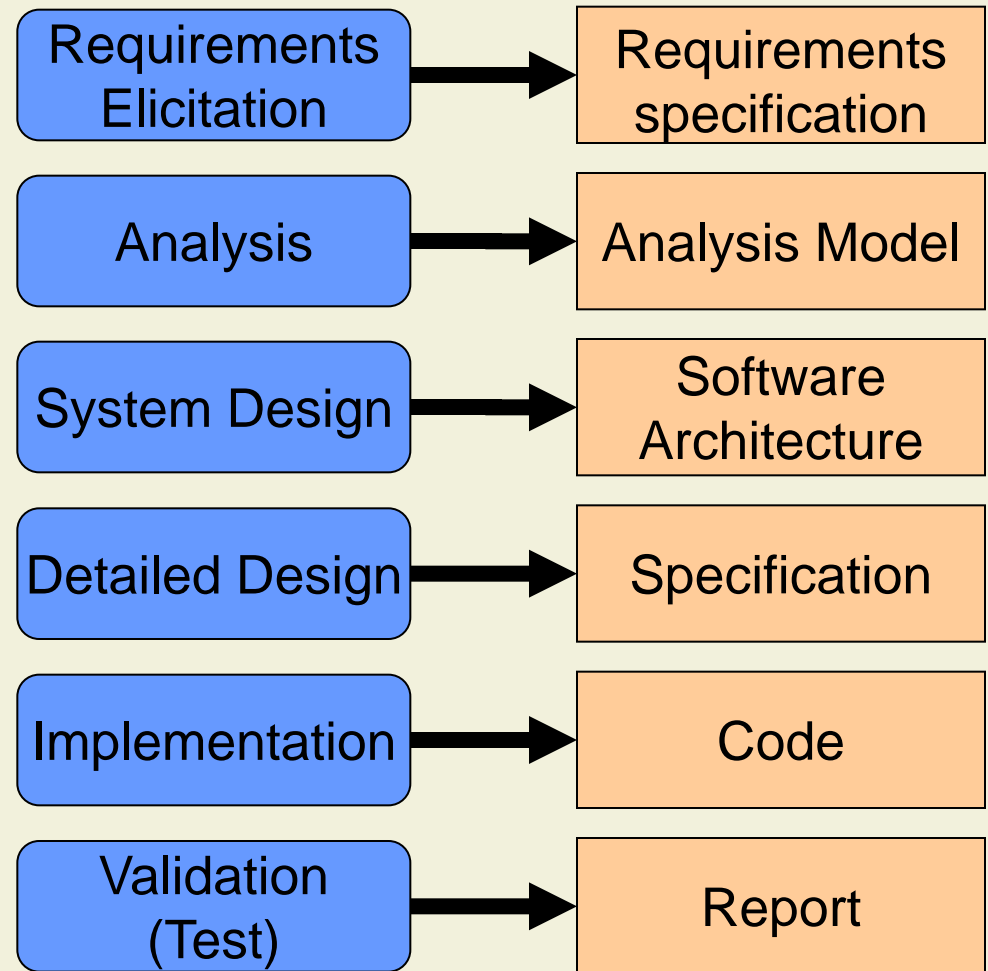 Requirements
Elicitation
Requirements
specification
Analysis
Analysis Model
System Design
Software
Architecture
Detailed Design
Specification
Implementation
Code
Validation
(Test)
Report